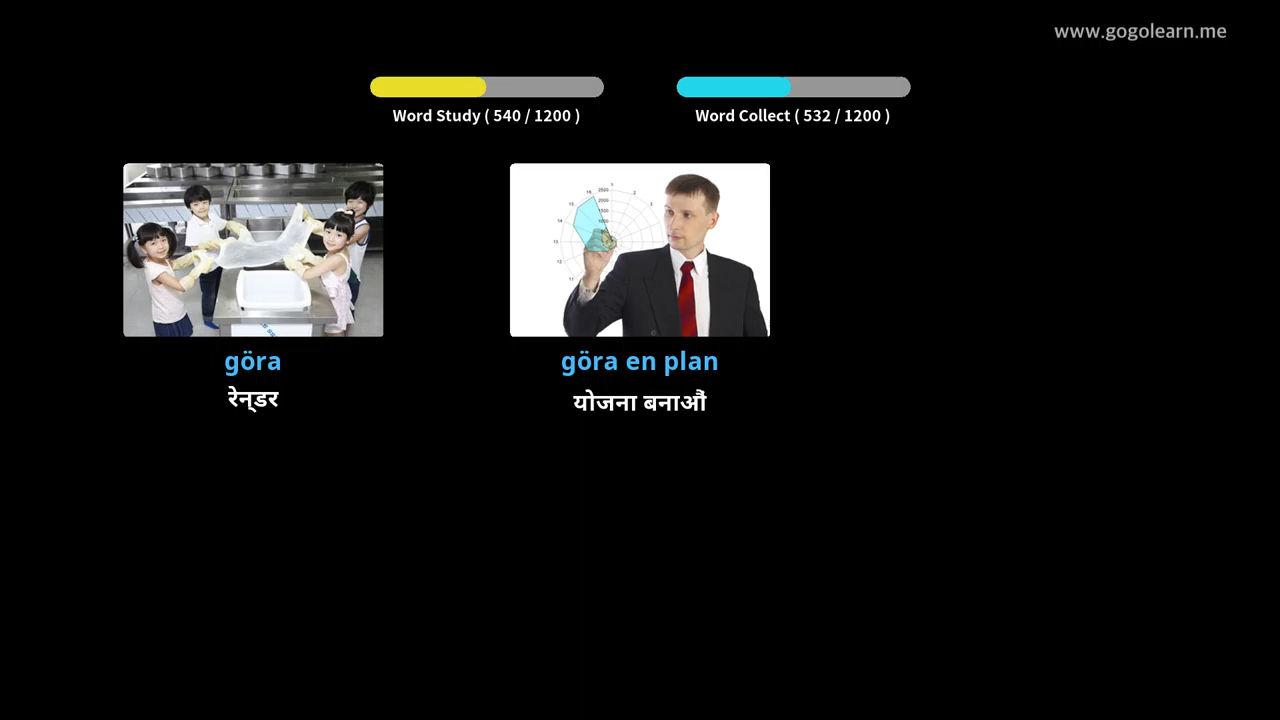 www.gogolearn.me
Word Study ( 540 / 1200 )
Word Collect ( 532 / 1200 )
göra
रेन्‌डर
göra en plan
योजना बनाऔं